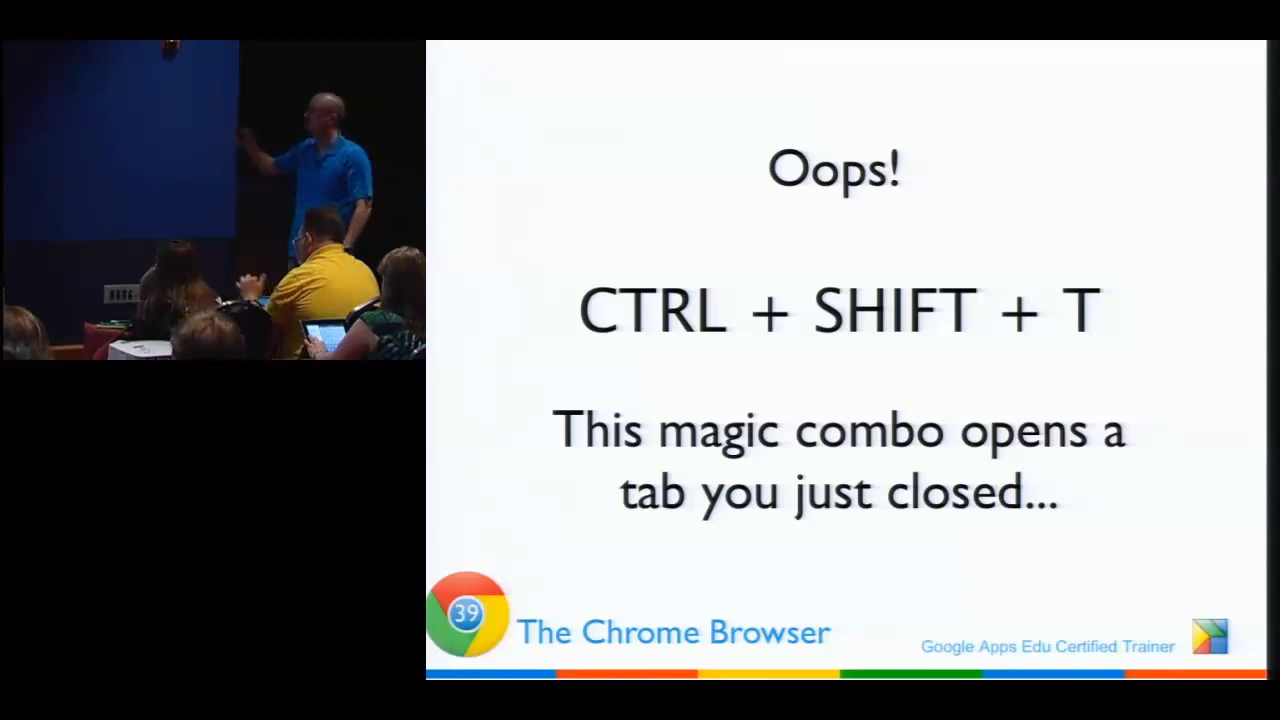 Oops!
CTRL + SHIFT + T
This magic combo opens a
tab you just closed...
39
The Chrome Browser
Google Apps Edu Certified Trainer